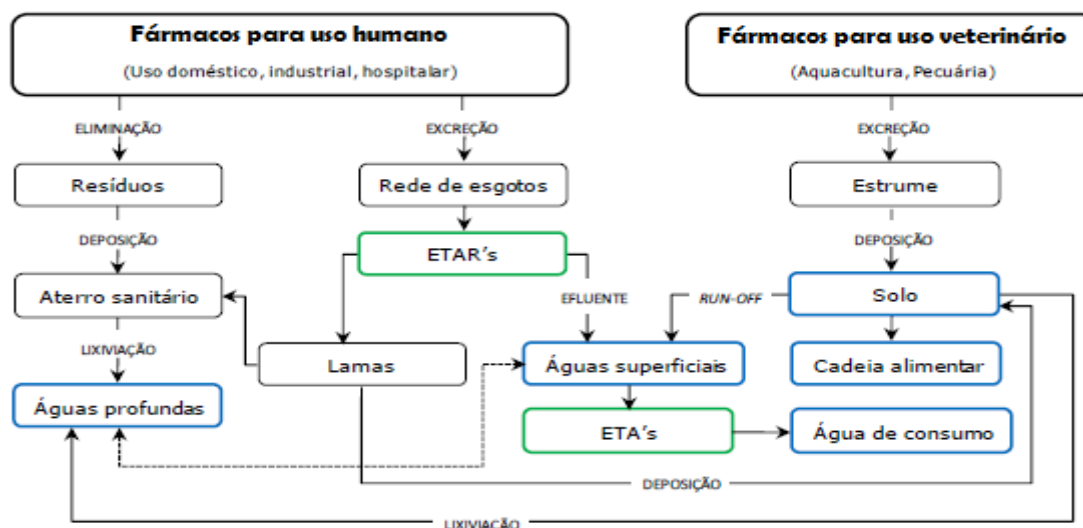 Fármacos para uso humano
(Uso doméstico, industrial, hospitalar)
Fármacos para uso veterinário
(Aquacultura, Pecuária)
ELIMINAÇÃO
EXCREÇÃO
EXCREÇÃO
Resíduos
Rede de esgotos
Estrume
DEPOSIÇÃO
DEPOSIÇÃO
ETAR's
Aterro sanitário
EFLUENTE
RUN-OFF
Solo
LIXIVIAÇÃO
Lamas
Águas superficiais
Cadeia alimentar
Águas profundas
ETA's
Água de consumo
DEPOSIÇÃO
LIXIVIAÇÃO